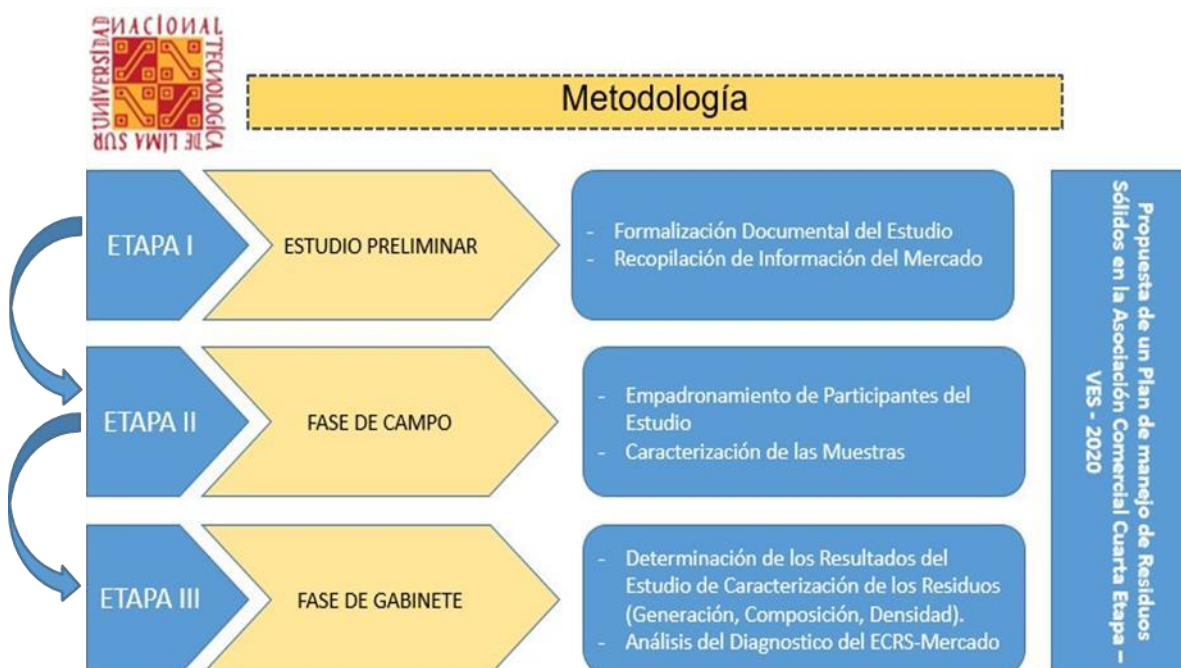 UNIVERSIDAD NACIONAL TECNOLOGICA DE LIMA SUR
Metodología
ETAPA I
ESTUDIO PRELIMINAR
- Formalización Documental del Estudio
- Recopilación de Información del Mercado
ETAPA II
FASE DE CAMPO
- Empadronamiento de Participantes del
Estudio
- Caracterización de las Muestras
ETAPA III
FASE DE GABINETE
- Determinación de los Resultados del
Estudio de Caracterización de los Residuos
(Generación, Composición, Densidad).
- Análisis del Diagnostico del ECRS-Mercado
Propuesta de un Plan de manejo de Residuos
Sólidos en la Asociación Comercial Cuarta Etapa –
VES - 2020